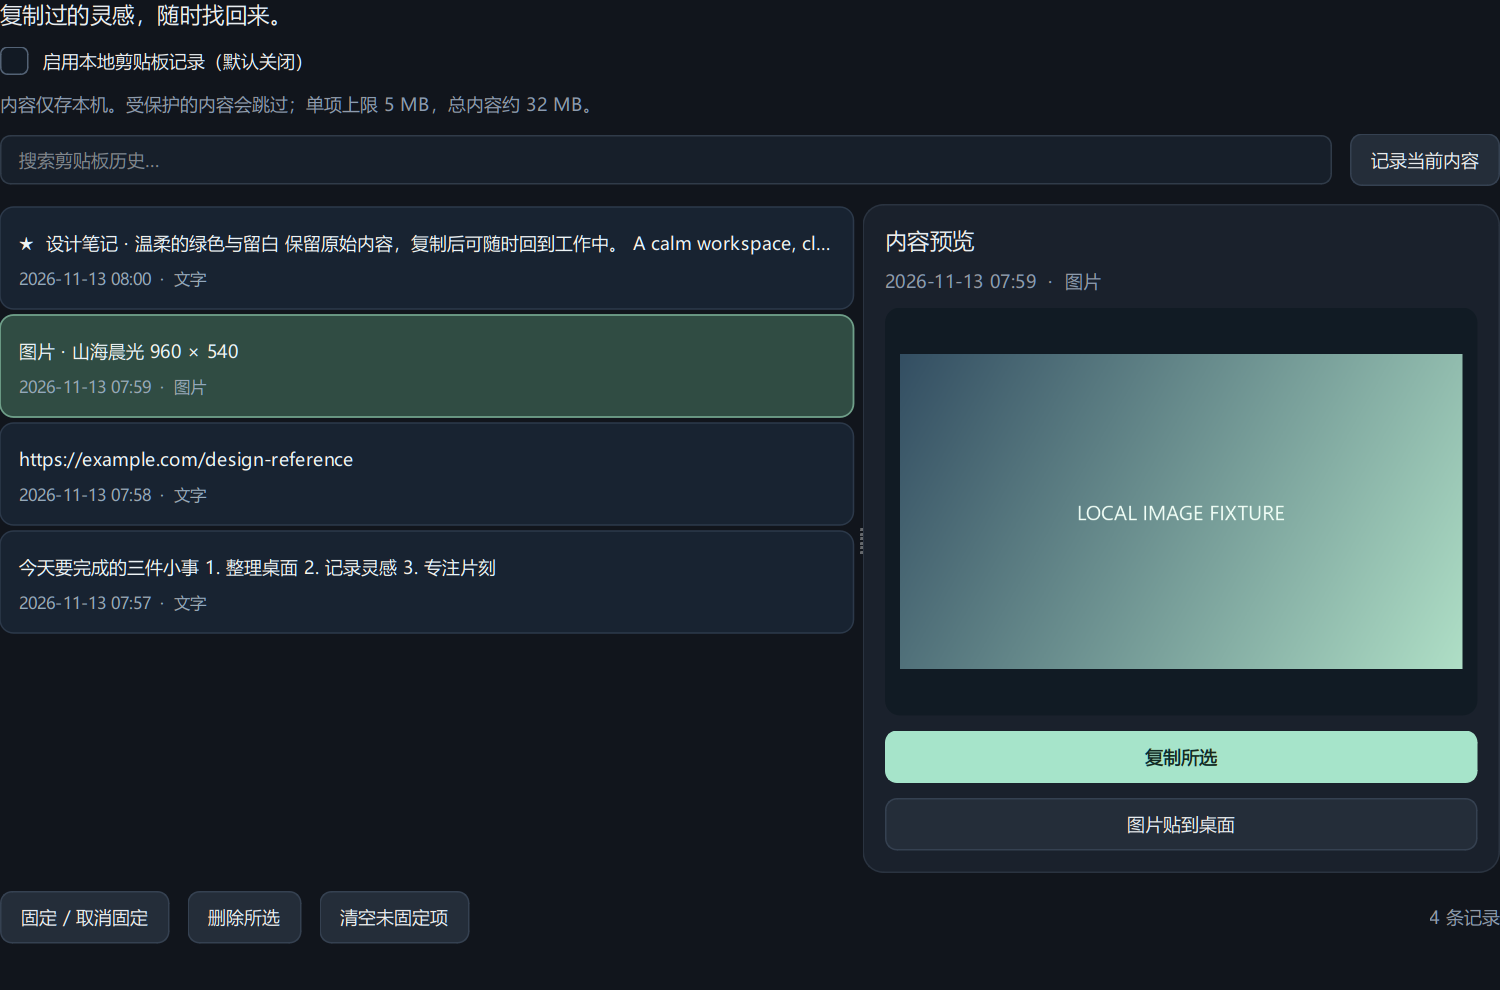 复制过的灵感，随时找回来。
启用本地剪贴板记录（默认关闭）
内容仅存本机。受保护的内容会跳过；单项上限 5 MB，总内容约 32 MB。
搜索剪贴板历史...
记录当前内容
★ 设计笔记 · 温柔的绿色与留白 保留原始内容，复制后可随时回到工作中。 A calm workspace, cl...
2026-11-13 08:00 · 文字
图片 · 山海晨光 960 × 540
2026-11-13 07:59 · 图片
https://example.com/design-reference
2026-11-13 07:58 · 文字
今天要完成的三件小事 1. 整理桌面 2. 记录灵感 3. 专注片刻
2026-11-13 07:57 · 文字
内容预览
2026-11-13 07:59 · 图片
LOCAL IMAGE FIXTURE
复制所选
图片贴到桌面
固定 / 取消固定
删除所选
清空未固定项
4 条记录